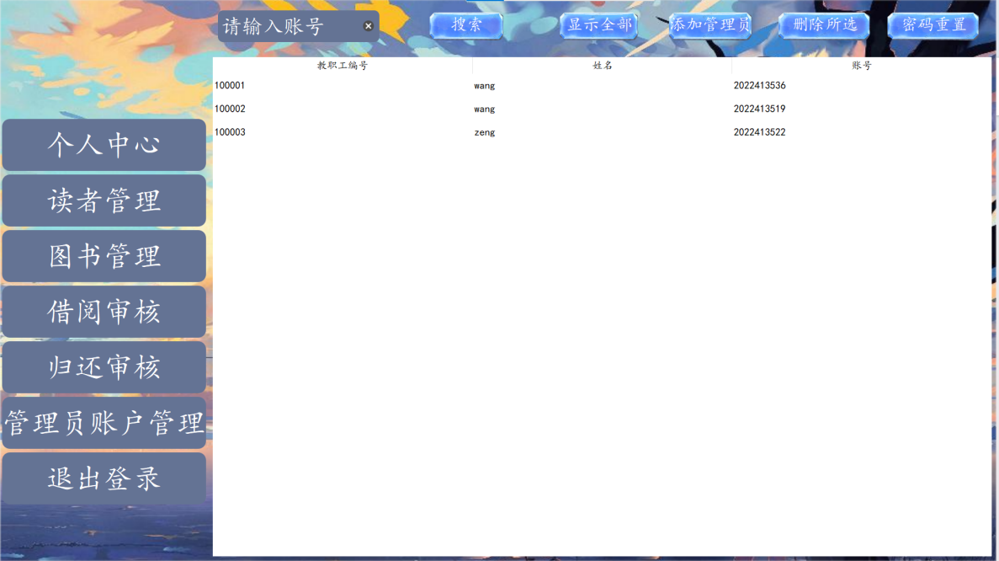 请输入账号
搜索
显示全部
添加管理员
删除所选
密码重置
个人中心
读者管理
图书管理
借阅审核
归还审核
管理员账户管理
退出登录
教职工编号 姓名 账号
100001 wang 2022413536
100002 wang 2022413519
100003 zeng 2022413522